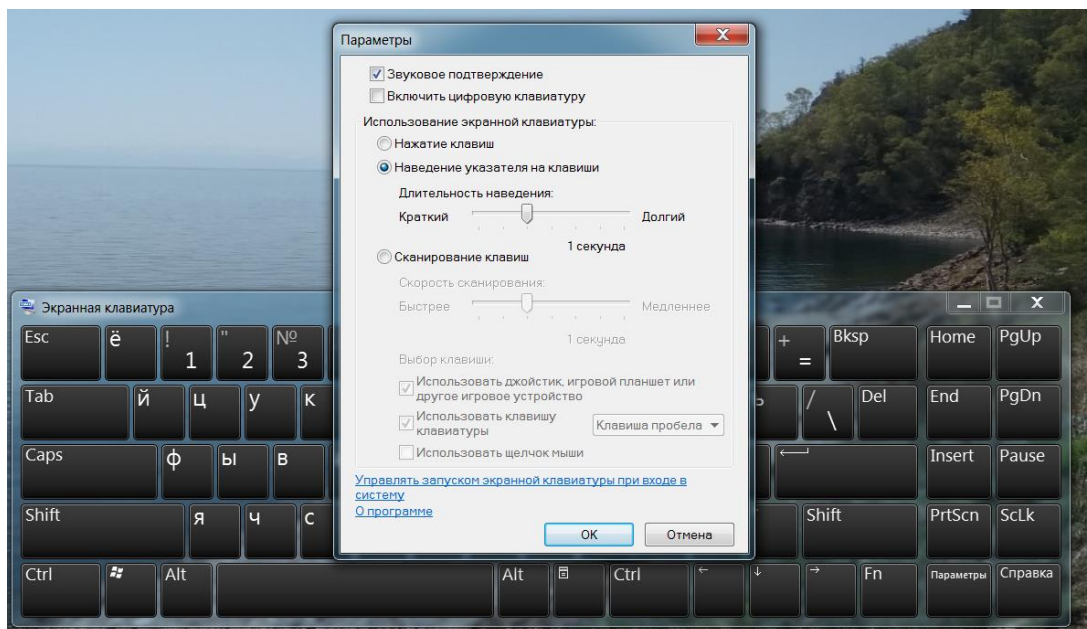 Параметры
Звуковое подтверждение
Включить цифровую клавиатуру
Использование экранной клавиатуры:
Нажатие клавиш
Наведение указателя на клавиши
Длительность наведения:
Краткий Долгий
1 секунда
Сканирование клавиш
Скорость сканирования:
Быстрее Медленнее
1 секунда
Выбор клавиши:
Использовать джойстик, игровой планшет или
другое игровое устройство
Использовать клавишу
клавиатуры
Клавиша пробела
Использовать щелчок мыши
Управлять запуском экранной клавиатуры при входе в
систему
О программе
ОК Отмена
Экранная клавиатура
Esc ё ! 1 " 2 № 3 + = Bksp Home PgUp
Tab й ц у к / \ Del End PgDn
Caps ф ы в Insert Pause
Shift я ч с Shift PrtScn ScLk
Ctrl Alt Alt Ctrl ← ↓ → Fn Параметры Справка